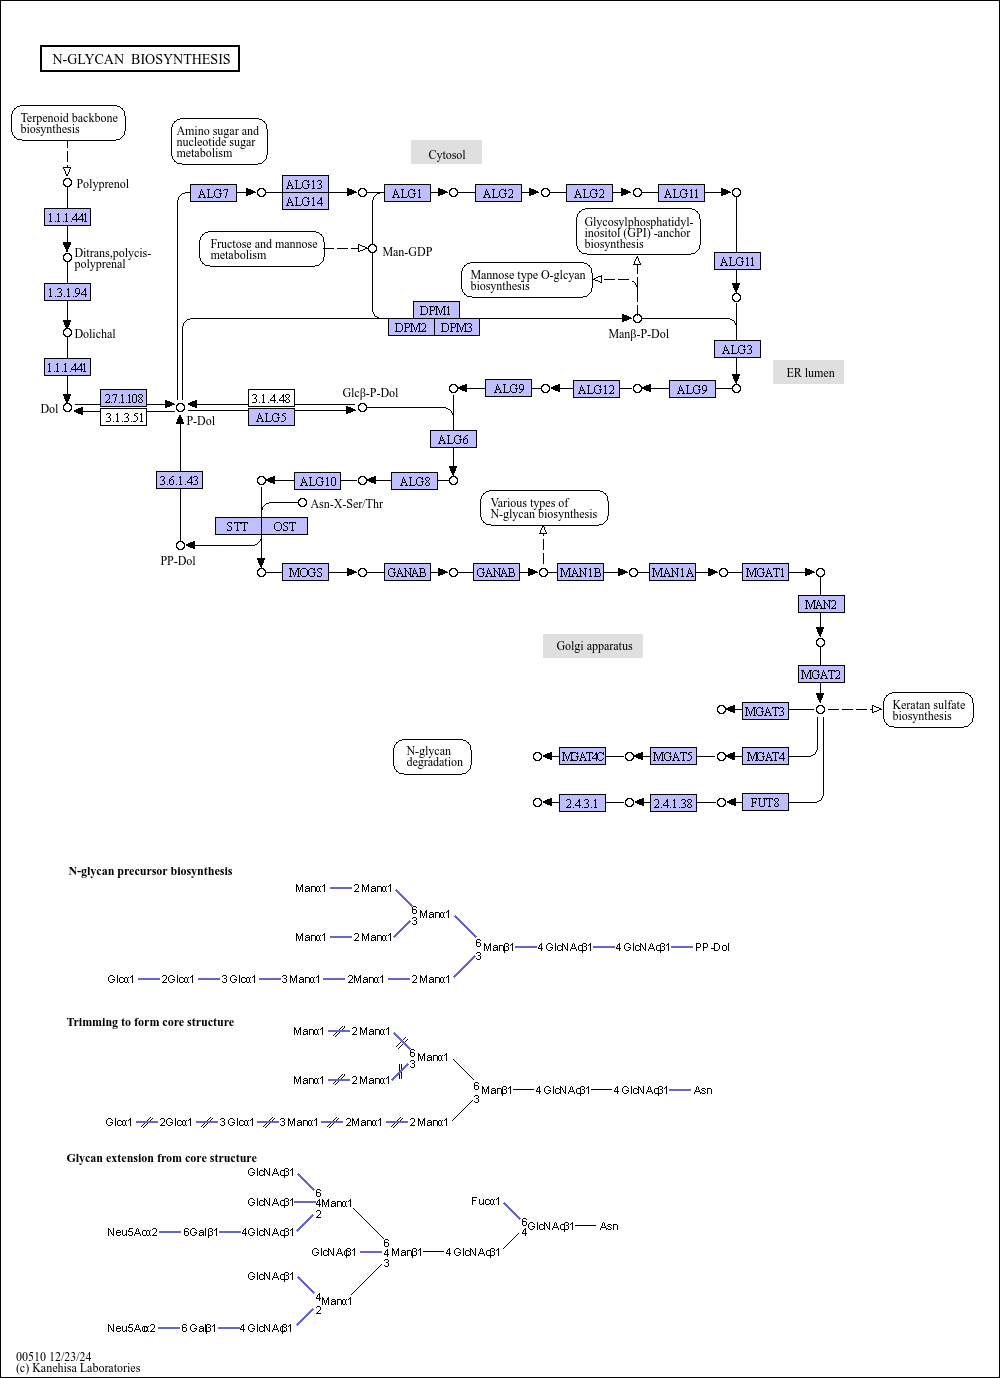 N-GLYCAN BIOSYNTHESIS
Terpenoid backbone
biosynthesis
Amino sugar and
nucleotide sugar
metabolism
Cytosol
Polyprenol
ALG7
ALG13
ALG14
ALG1
ALG2
ALG2
ALG11
1.1.1.441
Glycosylphosphatidyl-
inositol (GPI) -anchor
biosynthesis
Fructose and mannose
metabolism
Man-GDP
Ditrans,polycis-
polyprenal
ALG11
Mannose type O-glcyan
biosynthesis
1.3.1.94
DPM1
DPM2
DPM3
Dolichal
Manβ-P-Dol
ALG3
1.1.1.441
ER lumen
ALG9
ALG12
ALG9
Glcβ-P-Dol
2.7.1.108
3.1.4.48
Dol
3.1.3.51
P-Dol
ALG5
ALG6
3.6.1.43
ALG10
ALG8
Asn-X-Ser/Thr
Various types of
N-glycan biosynthesis
STT
OST
PP-Dol
MOGS
GANAB
GANAB
MAN1B
MAN1A
MGAT1
MAN2
Golgi apparatus
MGAT2
MGAT3
Keratan sulfate
biosynthesis
N-glycan
degradation
MGAT4C
MGAT5
MGAT4
2.4.3.1
2.4.1.38
FUT8
N-glycan precursor biosynthesis
Manα1 2 Manα1
6
3 Manα1
Manα1 2 Manα1
6
3 Manβ1 4 GlcNAcβ1 4 GlcNAcβ1 PP-Dol
Glcα1 2Glcα1 3 Glcα1 3 Manα1 2Manα1 2 Manα1
Trimming to form core structure
Manα1 2 Manα1
6
3 Manα1
Manα1 2 Manα1
6
3 Manβ1 4 GlcNAcβ1 4 GlcNAcβ1 Asn
Glcα1 2Glcα1 3 Glcα1 3 Manα1 2Manα1 2 Manα1
Glycan extension from core structure
GlcNAcβ1
6
GlcNAcβ1 4Manα1 Fucα1
2
Neu5Acα2 6Galβ1 4GlcNAcβ1
6
4 GlcNAcβ1 Asn
6
GlcNAcβ1 4 Manβ1 4 GlcNAcβ1
3
GlcNAcβ1
4
2 Manα1
Neu5Acα2 6 Galβ1 4 GlcNAcβ1
00510 12/23/24
(c) Kanehisa Laboratories